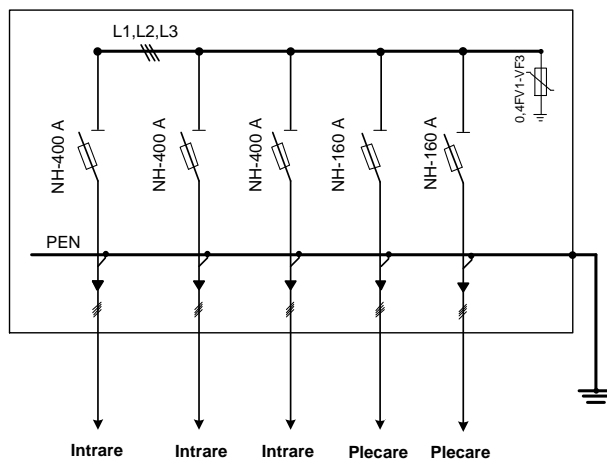 L1,L2,L3
0,4FV1-VF3
NH-400 A
NH-400 A
NH-400 A
NH-160 A
NH-160 A
PEN
Intrare
Intrare
Intrare
Plecare
Plecare